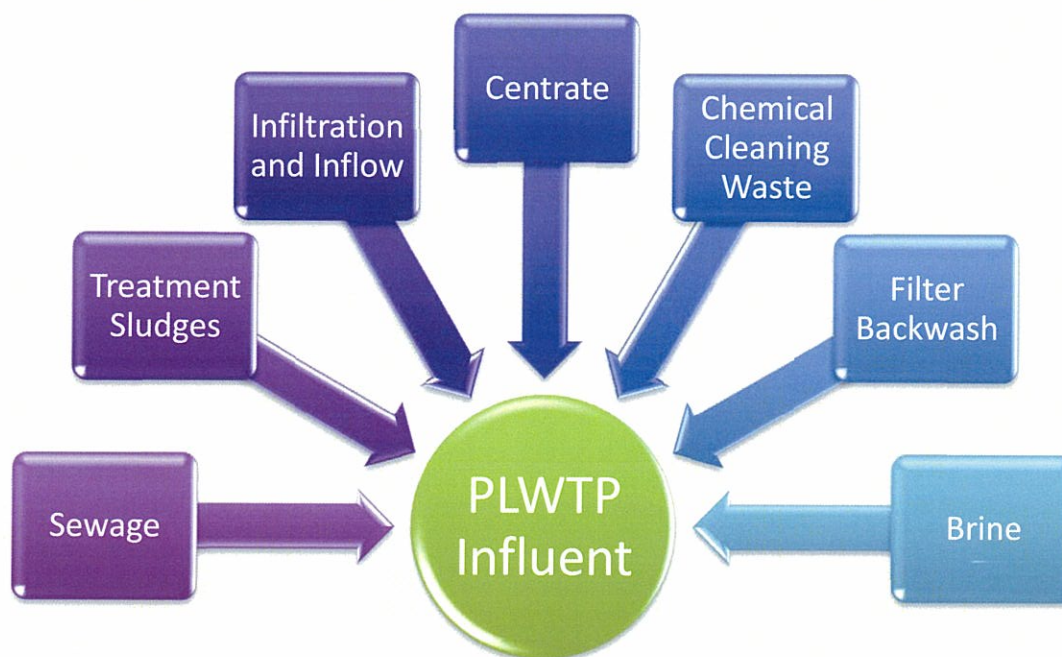 Centrate
Infiltration
and Inflow
Chemical
Cleaning
Waste
Treatment
Sludges
Filter
Backwash
Sewage
PLWTP
Influent
Brine